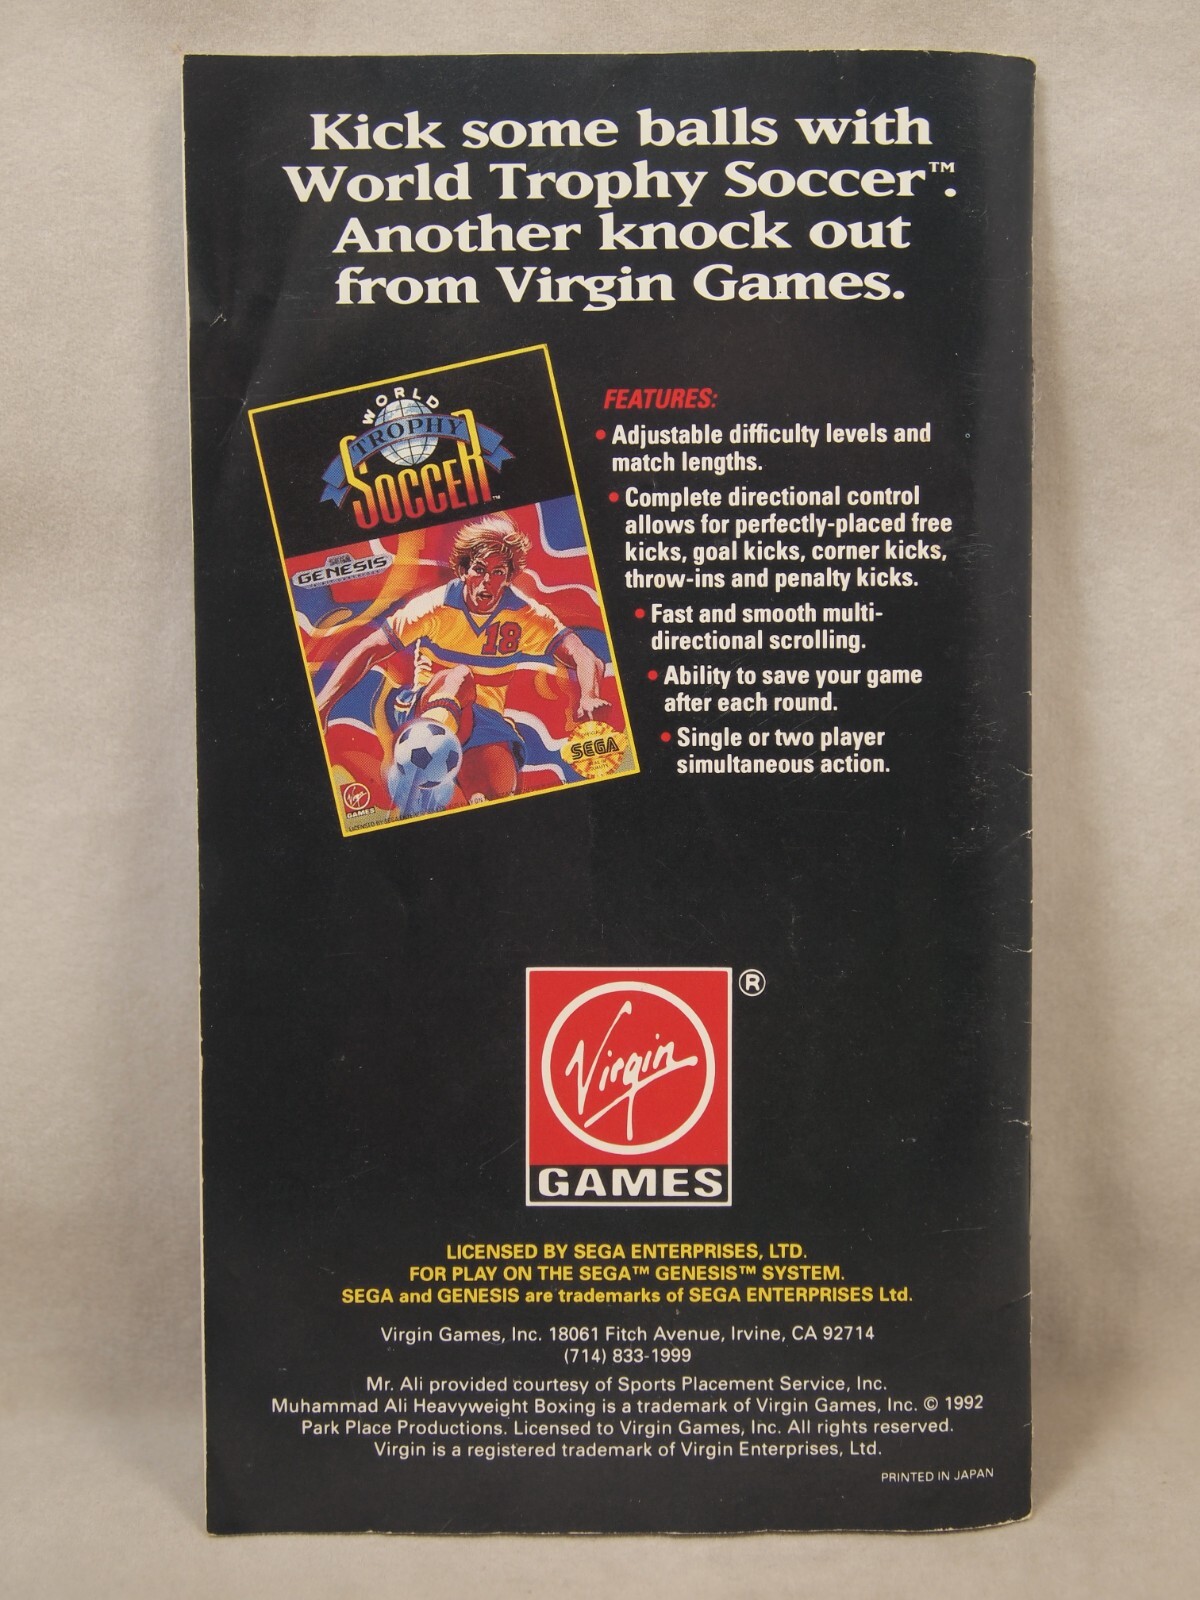 Kick some balls with
World Trophy Soccer™.
Another knock out
from Virgin Games.
WORLD
TROPHY
SOCCER™
SEGA
GENESIS
18
SEGA
Virgin
GAMES
FEATURES:
• Adjustable difficulty levels and
match lengths.
• Complete directional control
allows for perfectly-placed free
kicks, goal kicks, corner kicks,
throw-ins and penalty kicks.
• Fast and smooth multi-
directional scrolling.
• Ability to save your game
after each round.
• Single or two player
simultaneous action.
Virgin ®
GAMES
LICENSED BY SEGA ENTERPRISES, LTD.
FOR PLAY ON THE SEGA™ GENESIS™ SYSTEM.
SEGA and GENESIS are trademarks of SEGA ENTERPRISES Ltd.
Virgin Games, Inc. 18061 Fitch Avenue, Irvine, CA 92714
(714) 833-1999
Mr. Ali provided courtesy of Sports Placement Service, Inc.
Muhammad Ali Heavyweight Boxing is a trademark of Virgin Games, Inc. © 1992
Park Place Productions. Licensed to Virgin Games, Inc. All rights reserved.
Virgin is a registered trademark of Virgin Enterprises, Ltd.
PRINTED IN JAPAN